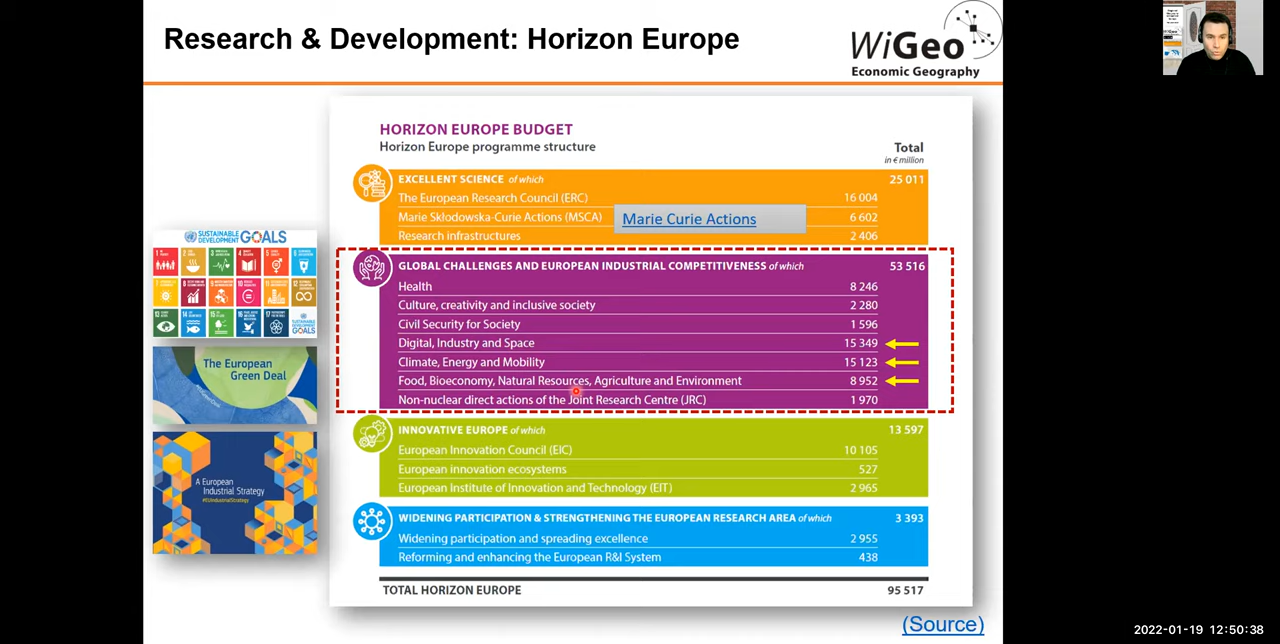 Research & Development: Horizon Europe
WiGeo
Economic Geography
HORIZON EUROPE BUDGET
Horizon Europe programme structure
Total
in € million
EXCELLENT SCIENCE of which 25 011
The European Research Council (ERC) 16 004
Marie Skłodowska-Curie Actions (MSCA) 6 602
Marie Curie Actions
Research infrastructures 2 406
GLOBAL CHALLENGES AND EUROPEAN INDUSTRIAL COMPETITIVENESS of which 53 516
Health 8 246
Culture, creativity and inclusive society 2 280
Civil Security for Society 1 596
Digital, Industry and Space 15 349
Climate, Energy and Mobility 15 123
Food, Bioeconomy, Natural Resources, Agriculture and Environment 8 952
Non-nuclear direct actions of the Joint Research Centre (JRC) 1 970
INNOVATIVE EUROPE of which 13 597
European Innovation Council (EIC) 10 105
European innovation ecosystems 527
European Institute of Innovation and Technology (EIT) 2 965
WIDENING PARTICIPATION & STRENGTHENING THE EUROPEAN RESEARCH AREA of which 3 393
Widening participation and spreading excellence 2 955
Reforming and enhancing the European R&I System 438
TOTAL HORIZON EUROPE 95 517
(Source)
SUSTAINABLE
DEVELOPMENT GOALS
The European
Green Deal
A European
Industrial Strategy
#EUIndustrialStrategy
2022-01-19 12:50:38